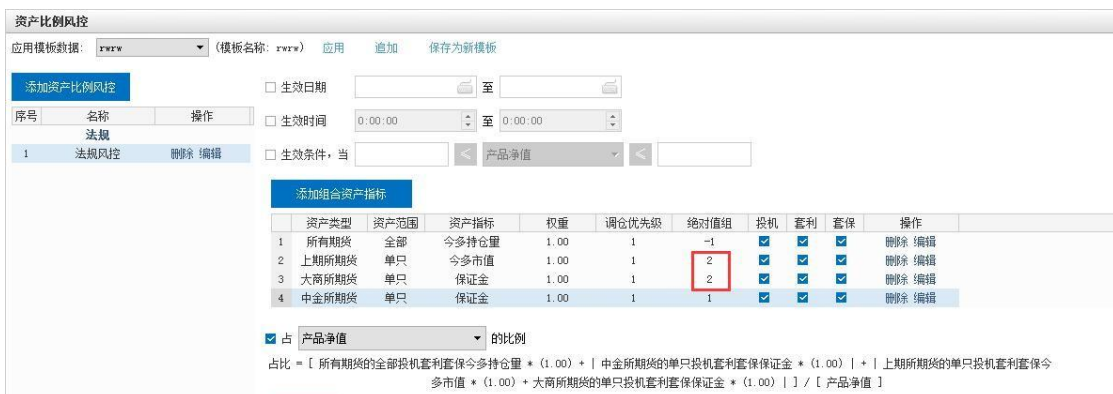 资产比例风控
应用模板数据: rwrw (模板名称: rwrw) 应用 追加 保存为新模板
添加资产比例风控
序号 名称 操作
法规
1 法规风控 删除 编辑
生效日期 至
生效时间 0:00:00 至 0:00:00
生效条件，当 < 产品净值 <
添加组合资产指标
资产类型 资产范围 资产指标 权重 调仓优先级 绝对值组 投机 套利 套保 操作
1 所有期货 全部 今多持仓量 1.00 1 -1 删除 编辑
2 上期所期货 单只 今多市值 1.00 1 2 删除 编辑
3 大商所期货 单只 保证金 1.00 1 2 删除 编辑
4 中金所期货 单只 保证金 1.00 1 1 删除 编辑
占 产品净值 的比例
占比 = [ 所有期货的全部投机套利套保今多持仓量 * (1.00) + | 中金所期货的单只投机套利套保保证金 * (1.00) | + | 上期所期货的单只投机套利套保今
多市值 * (1.00) + 大商所期货的单只投机套利套保保证金 * (1.00) | ] / [ 产品净值 ]